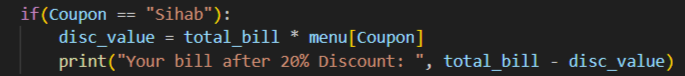 if(Coupon == "Sihab"):
    disc_value = total_bill * menu[Coupon]
    print("Your bill after 20% Discount: ", total_bill - disc_value)